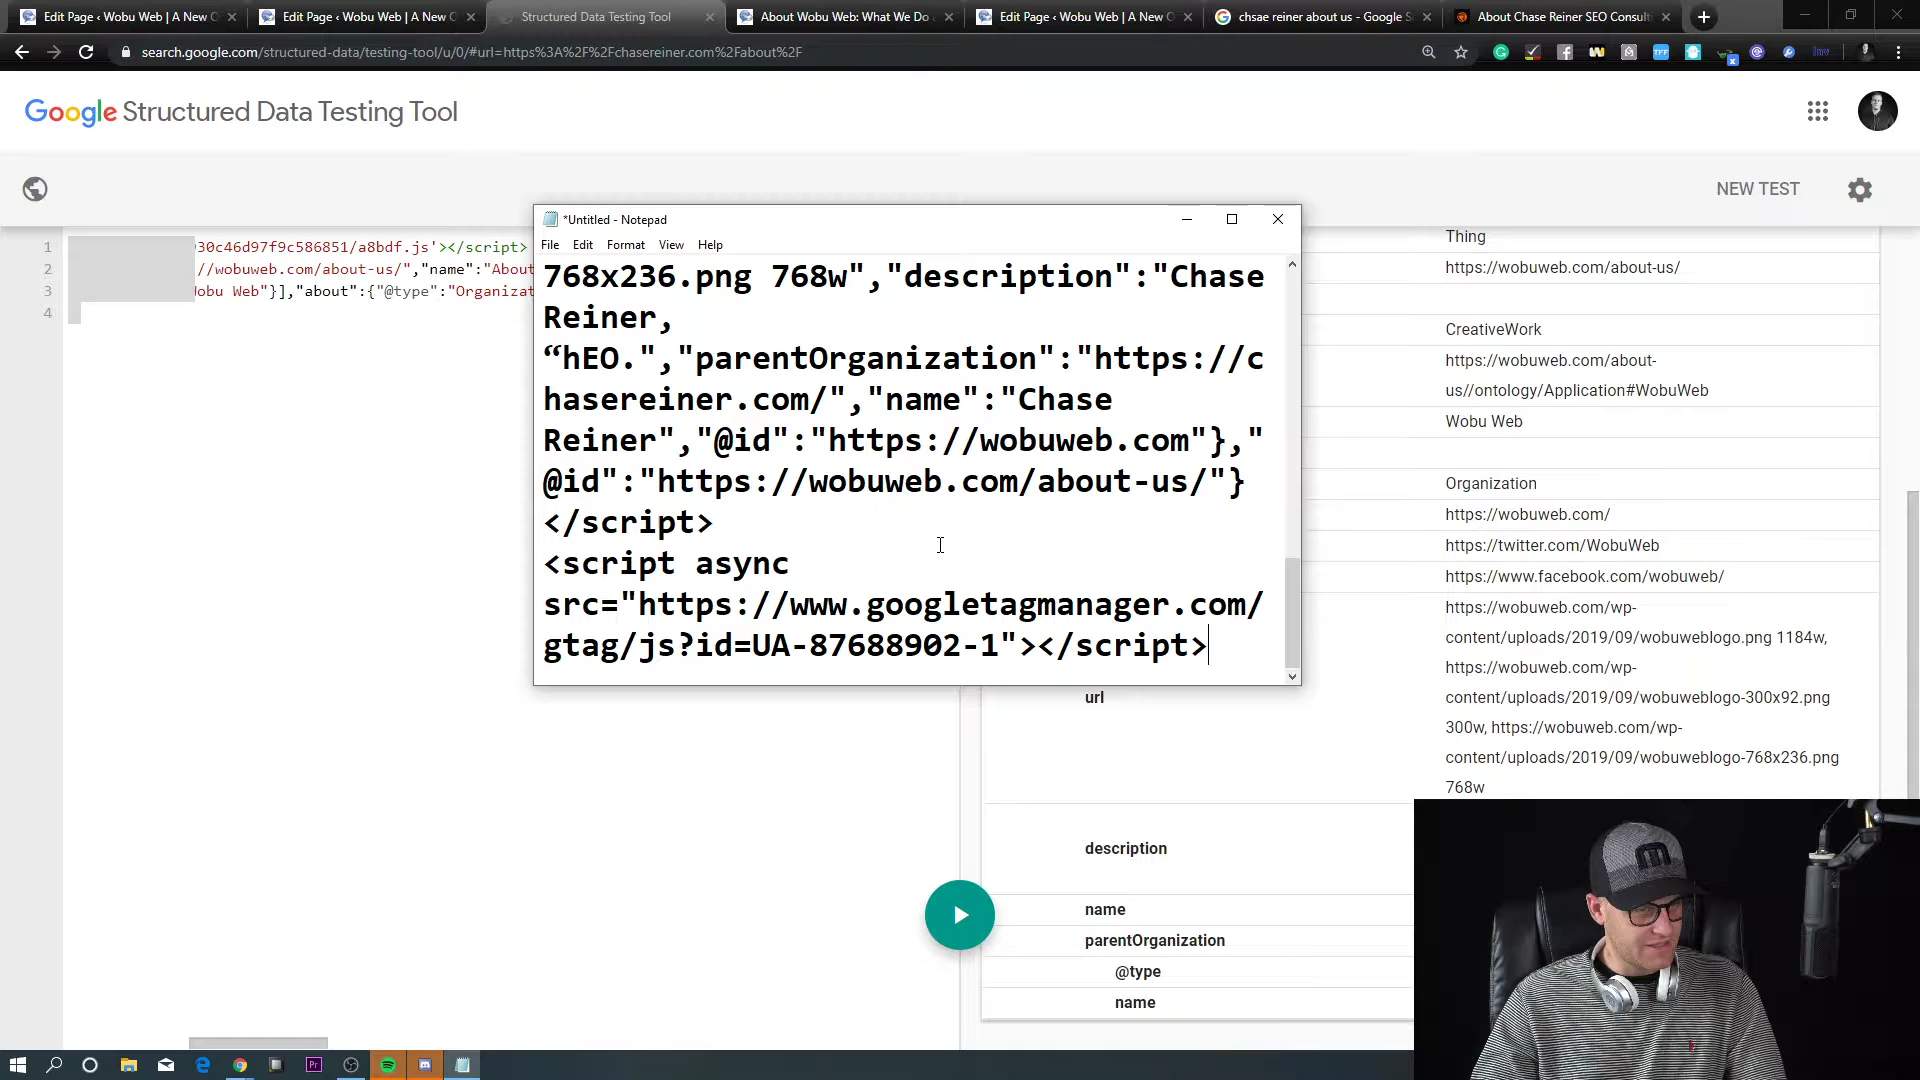 Edit Page ‹ Wobu Web | A New O
Edit Page ‹ Wobu Web | A New O
Structured Data Testing Tool
About Wobu Web: What We Do
Edit Page ‹ Wobu Web | A New O
chsae reiner about us - Google S
About Chase Reiner SEO Consult
search.google.com/structured-data/testing-tool/u/0/#url=https%3A%2F%2Fchasereiner.com%2Fabout%2F
Google Structured Data Testing Tool
NEW TEST
*Untitled - Notepad
File Edit Format View Help
768x236.png 768w","description":"Chase
Reiner,
“hEO.","parentOrganization":"https://c
hasereiner.com/","name":"Chase
Reiner","@id":"https://wobuweb.com"},"
@id":"https://wobuweb.com/about-us/"}
</script>
<script async
src="https://www.googletagmanager.com/
gtag/js?id=UA-87688902-1"></script>
1 30c46d97f9c586851/a8bdf.js'></script>
2 //wobuweb.com/about-us/","name":"About
3 Wobu Web"}],"about":{"@type":"Organizat
4
Thing
https://wobuweb.com/about-us/
CreativeWork
https://wobuweb.com/about-
us//ontology/Application#WobuWeb
Wobu Web
Organization
https://wobuweb.com/
https://twitter.com/WobuWeb
https://www.facebook.com/wobuweb/
https://wobuweb.com/wp-
content/uploads/2019/09/wobuweblogo.png 1184w,
https://wobuweb.com/wp-
url
content/uploads/2019/09/wobuweblogo-300x92.png
300w, https://wobuweb.com/wp-
content/uploads/2019/09/wobuweblogo-768x236.png
768w
description
name
parentOrganization
@type
name